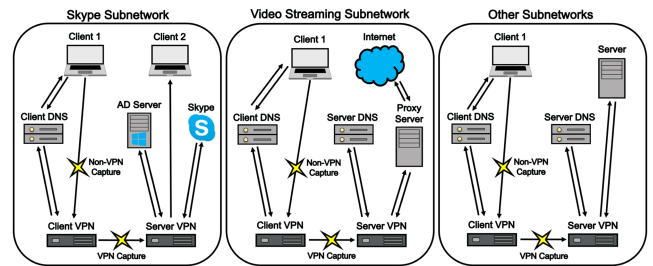 Skype Subnetwork
Client 1
Client 2
Client DNS
AD Server
Skype
S
Non-VPN
Capture
Client VPN
Server VPN
VPN Capture
Video Streaming Subnetwork
Client 1
Internet
Client DNS
Server DNS
Proxy
Server
Non-VPN
Capture
Client VPN
Server VPN
VPN Capture
Other Subnetworks
Client 1
Server
Client DNS
Server DNS
Non-VPN
Capture
Client VPN
Server VPN
VPN Capture